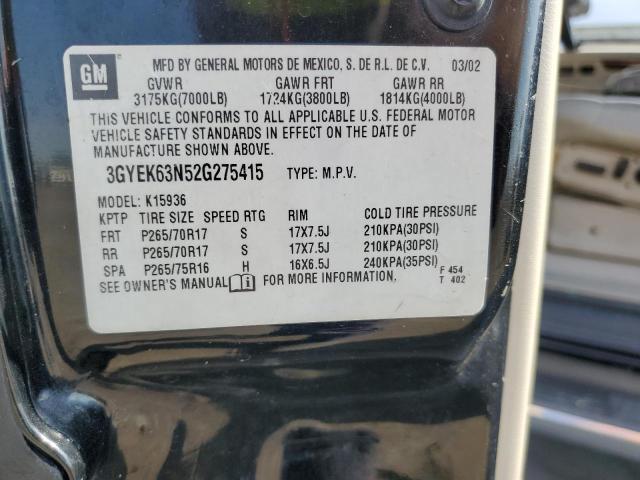 GM
MFD BY GENERAL MOTORS DE MEXICO, S. DE R.L. DE C.V. 03/02
GVWR GAWR FRT GAWR RR
3175KG(7000LB) 1724KG(3800LB) 1814KG(4000LB)
THIS VEHICLE CONFORMS TO ALL APPLICABLE U.S. FEDERAL MOTOR
VEHICLE SAFETY STANDARDS IN EFFECT ON THE DATE OF
MANUFACTURE SHOWN ABOVE.
3GYEK63N52G275415 TYPE: M.P.V.
MODEL: K15936
KPTP TIRE SIZE SPEED RTG RIM COLD TIRE PRESSURE
FRT P265/70R17 S 17X7.5J 210KPA(30PSI)
RR P265/70R17 S 17X7.5J 210KPA(30PSI)
SPA P265/75R16 H 16X6.5J 240KPA(35PSI)
SEE OWNER'S MANUAL FOR MORE INFORMATION.
F 454
T 402